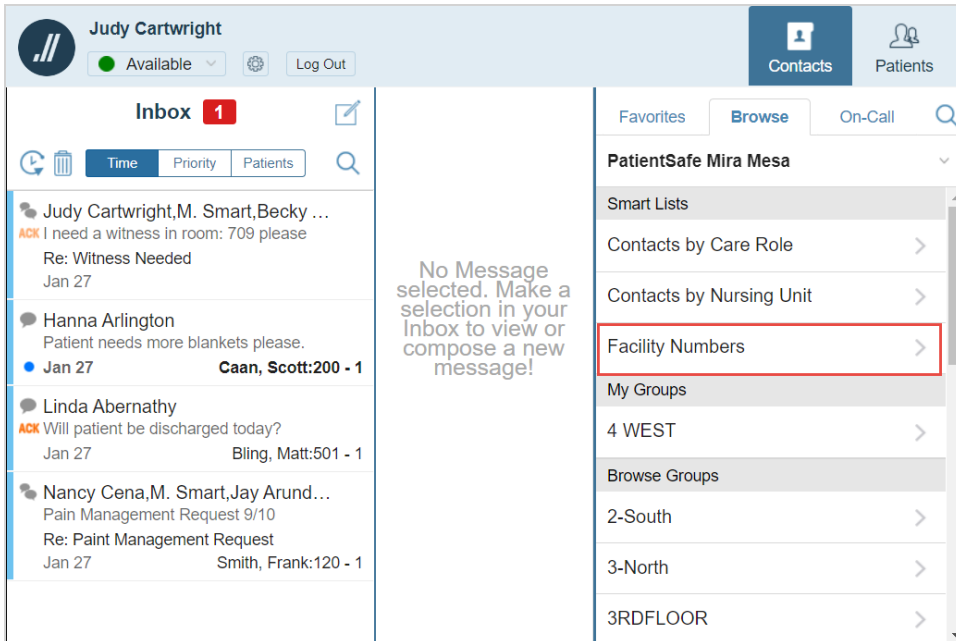 Judy Cartwright
Available
Log Out
Contacts
Patients
Inbox 1
Time Priority Patients
Judy Cartwright,M. Smart,Becky ...
ACK I need a witness in room: 709 please
Re: Witness Needed
Jan 27
Hanna Arlington
Patient needs more blankets please.
Jan 27 Caan, Scott:200 - 1
Linda Abernathy
ACK Will patient be discharged today?
Jan 27 Bling, Matt:501 - 1
Nancy Cena,M. Smart,Jay Arund...
Pain Management Request 9/10
Re: Paint Management Request
Jan 27 Smith, Frank:120 - 1
No Message
selected. Make a
selection in your
Inbox to view or
compose a new
message!
Favorites Browse On-Call
PatientSafe Mira Mesa
Smart Lists
Contacts by Care Role
Contacts by Nursing Unit
Facility Numbers
My Groups
4 WEST
Browse Groups
2-South
3-North
3RDFLOOR